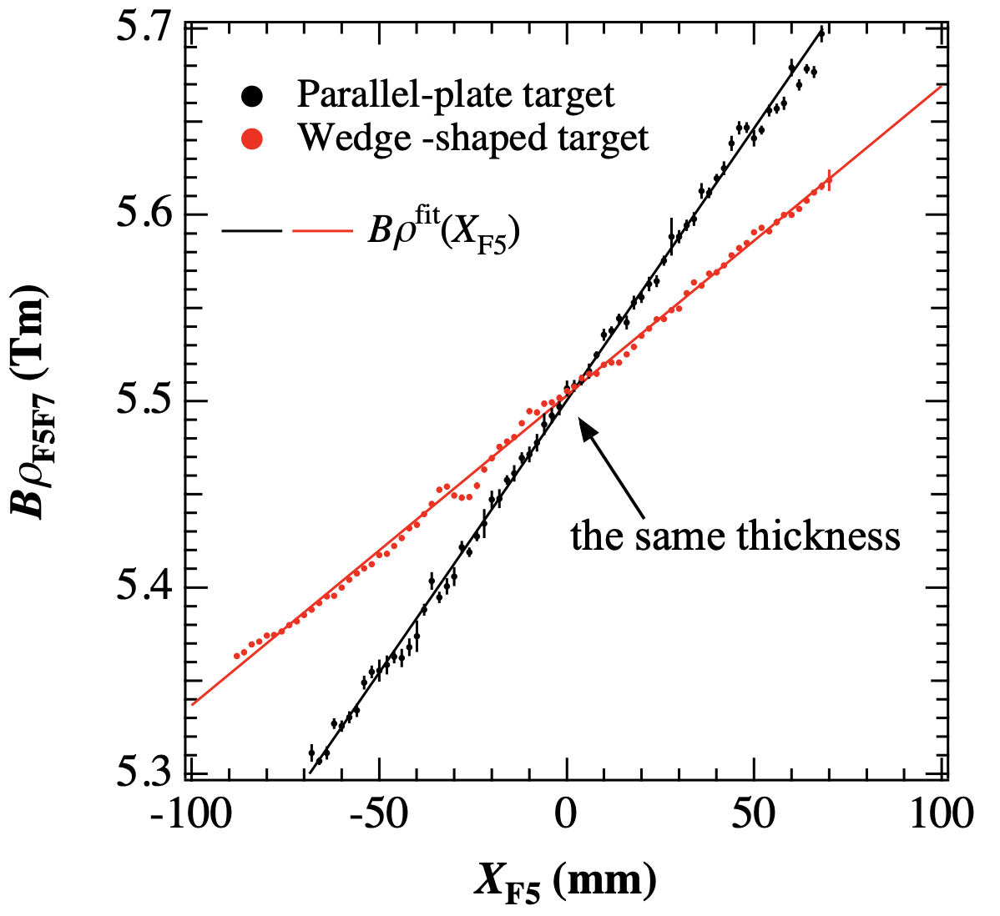 5.7
Parallel-plate target
Wedge -shaped target
5.6
Bρfit(XF5)
5.5
BρF5F7 (Tm)
the same thickness
5.4
5.3
-100 -50 0 50 100
XF5 (mm)